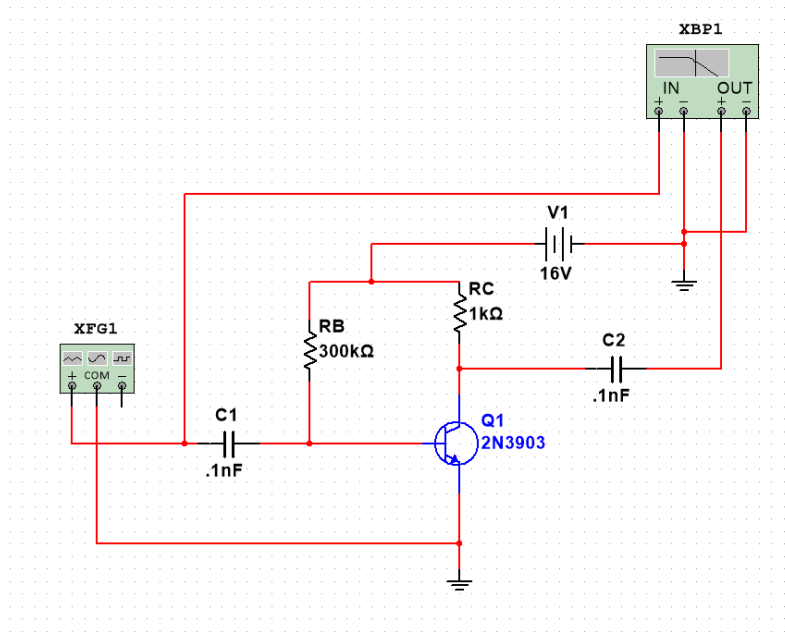 XBP1
IN OUT
+ − + −
V1
16V
RC
1kΩ
XFG1
RB
300kΩ
+ COM −
C2
.1nF
C1
.1nF
Q1
2N3903